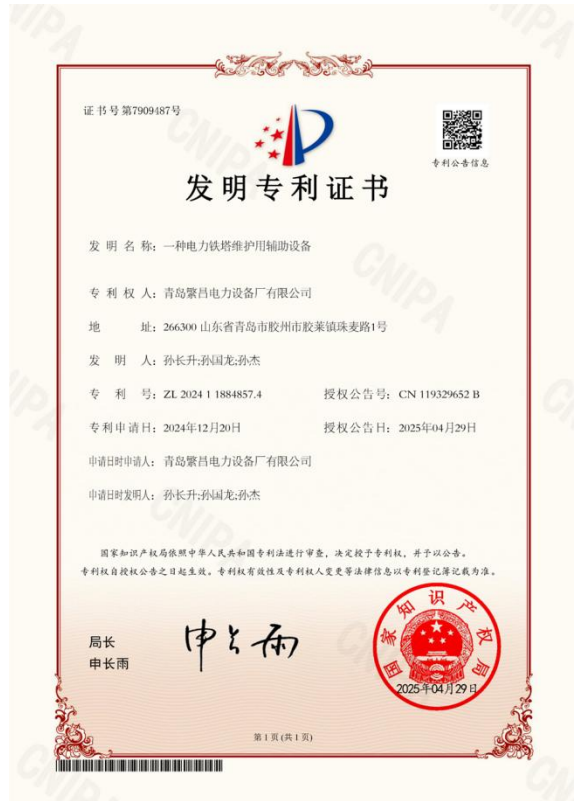 证书号第7909487号
专利公告信息
发明专利证书
发明名称：一种电力铁塔维护用辅助设备
专利权人：青岛繁昌电力设备厂有限公司
地址：266300 山东省青岛市胶州市胶莱镇珠麦路1号
发明人：孙长升;孙国龙;孙杰
专利号：ZL 2024 1 1884857.4 授权公告号：CN 119329652 B
专利申请日：2024年12月20日 授权公告日：2025年04月29日
申请日时申请人：青岛繁昌电力设备厂有限公司
申请日时发明人：孙长升;孙国龙;孙杰
国家知识产权局依照中华人民共和国专利法进行审查，决定授予专利权，并予以公告。
专利权自授权公告之日起生效。专利权有效性及专利权人变更等法律信息以专利登记簿记载为准。
局长
申长雨
申长雨
国家知识产权局
2025年04月29日
第1页(共1页)
CNIPA